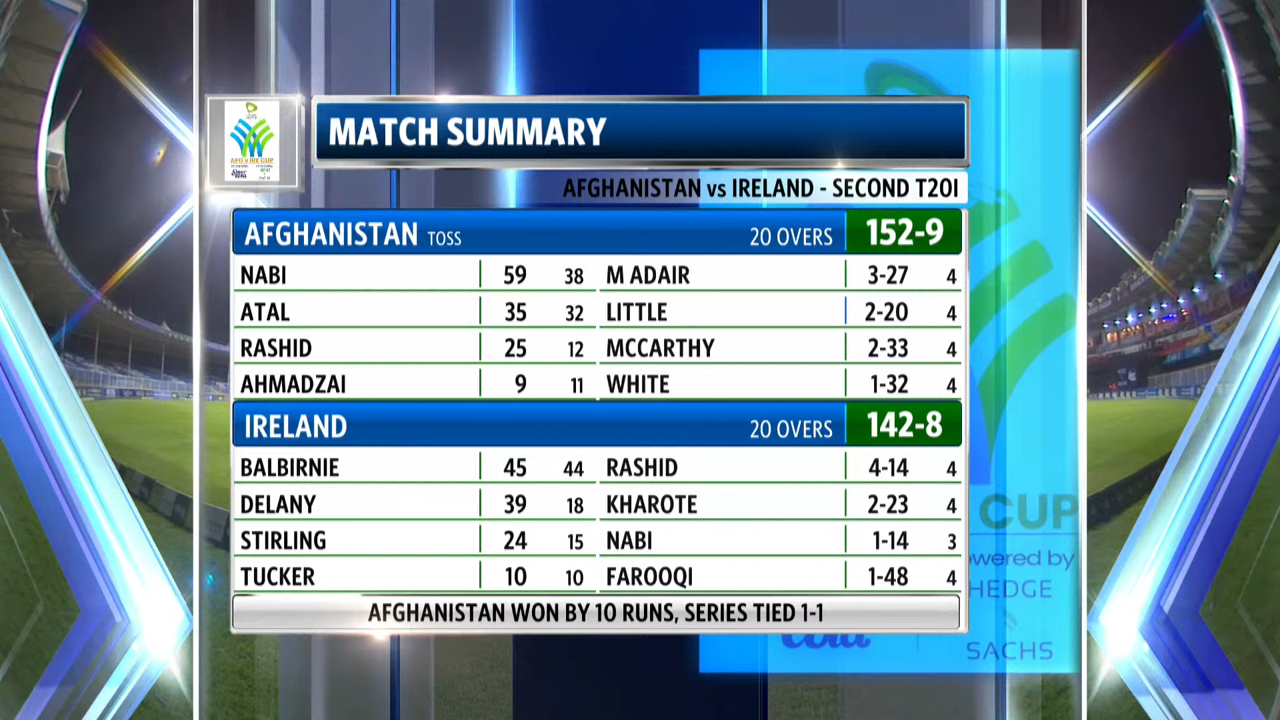 MATCH SUMMARY
AFG v IRE CUP
AFGHANISTAN vs IRELAND - SECOND T20I
AFGHANISTAN TOSS 20 OVERS 152-9
NABI 59 38 M ADAIR 3-27 4
ATAL 35 32 LITTLE 2-20 4
RASHID 25 12 MCCARTHY 2-33 4
AHMADZAI 9 11 WHITE 1-32 4
IRELAND 20 OVERS 142-8
BALBIRNIE 45 44 RASHID 4-14 4
DELANY 39 18 KHAROTE 2-23 4
STIRLING 24 15 NABI 1-14 3
TUCKER 10 10 FAROOQI 1-48 4
AFGHANISTAN WON BY 10 RUNS, SERIES TIED 1-1
CUP
owered by
HEDGE
SACHS
Cola